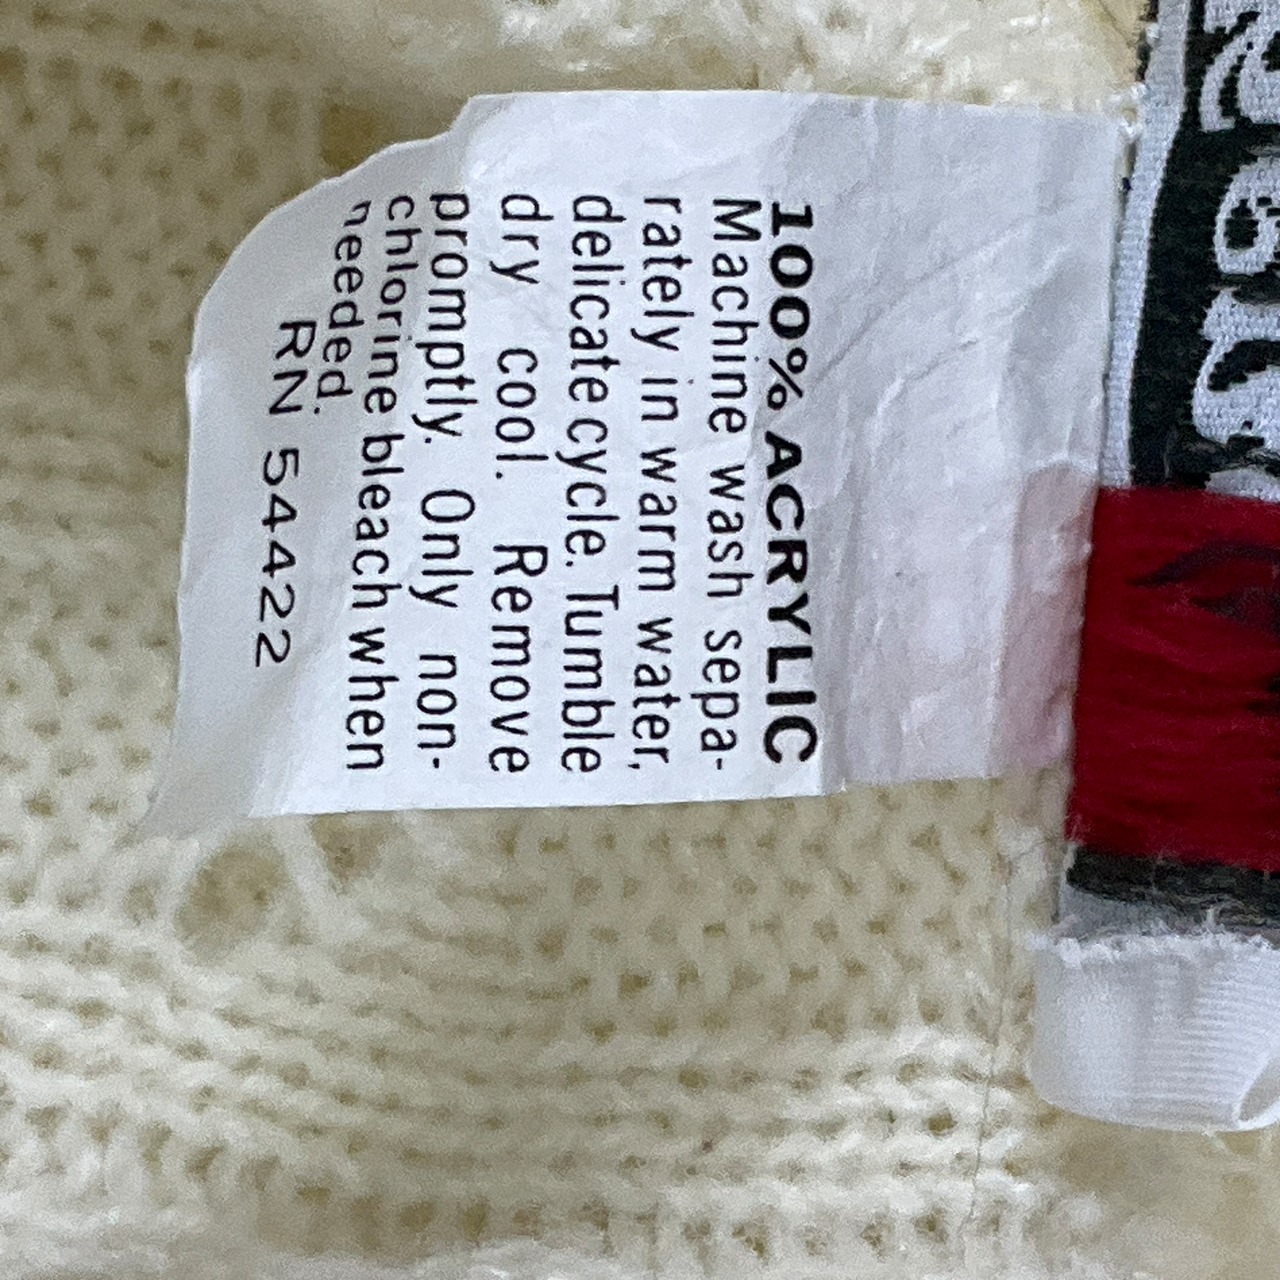 100% ACRYLIC
Machine wash sepa-
rately in warm water,
delicate cycle. Tumble
dry cool. Remove
promptly. Only non-
chlorine bleach when
needed.
RN 54422